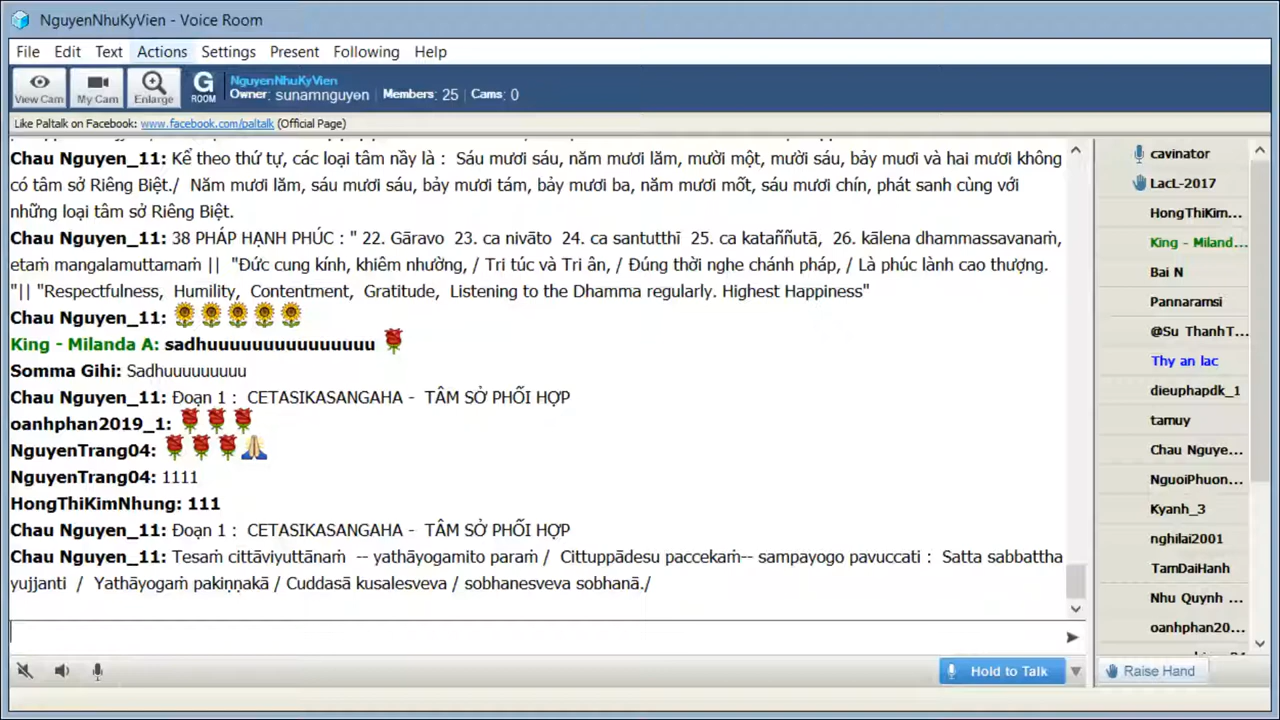 NguyenNhuKyVien - Voice Room
File Edit Text Actions Settings Present Following Help
View Cam My Cam Enlarge G ROOM NguyenNhuKyVien
Owner: sunamnguyen Members: 25 Cams: 0
Like Paltalk on Facebook: www.facebook.com/paltalk (Official Page)
Chau Nguyen_11: Kể theo thứ tự, các loại tâm nầy là : Sáu mươi sáu, năm mươi lăm, mười một, mười sáu, bảy mươi và hai mươi không
có tâm sở Riêng Biệt./ Năm mươi lăm, sáu mươi sáu, bảy mươi tám, bảy mươi ba, năm mươi mốt, sáu mươi chín, phát sanh cùng với
những loại tâm sở Riêng Biệt.
Chau Nguyen_11: 38 PHÁP HẠNH PHÚC : " 22. Gāravo 23. ca nivāto 24. ca santutthī 25. ca kataññutā, 26. kālena dhammassavanaṁ,
etaṁ mangalamuttamaṁ || "Đức cung kính, khiêm nhường, / Tri túc và Tri ân, / Đúng thời nghe chánh pháp, / Là phúc lành cao thượng.
"|| "Respectfulness, Humility, Contentment, Gratitude, Listening to the Dhamma regularly. Highest Happiness"
Chau Nguyen_11: 🌻🌻🌻🌻🌻
King - Milanda A: sadhuuuuuuuuuuuuuuu 🌹
Somma Gihi: Sadhuuuuuuuuu
Chau Nguyen_11: Đoạn 1 : CETASIKASANGAHA - TÂM SỞ PHỐI HỢP
oanhphan2019_1: 🌹🌹🌹
NguyenTrang04: 🌹🌹🌹🙏
NguyenTrang04: 1111
HongThiKimNhung: 111
Chau Nguyen_11: Đoạn 1 : CETASIKASANGAHA - TÂM SỞ PHỐI HỢP
Chau Nguyen_11: Tesaṁ cittāviyuttānaṁ -- yathāyogamito paraṁ / Cittuppādesu paccekaṁ-- sampayogo pavuccati : Satta sabbattha
yujjanti / Yathāyogaṁ pakiṇṇakā / Cuddasā kusalesveva / sobhanesveva sobhanā./
Hold to Talk
cavinator
LacL-2017
HongThiKim...
King - Miland...
Bai N
Pannaramsi
@Su ThanhT...
Thy an lac
dieuphapdk_1
tamuy
Chau Nguye...
NguoiPhuon...
Kyanh_3
nghilai2001
TamDaiHanh
Nhu Quynh ...
oanhphan20...
Raise Hand